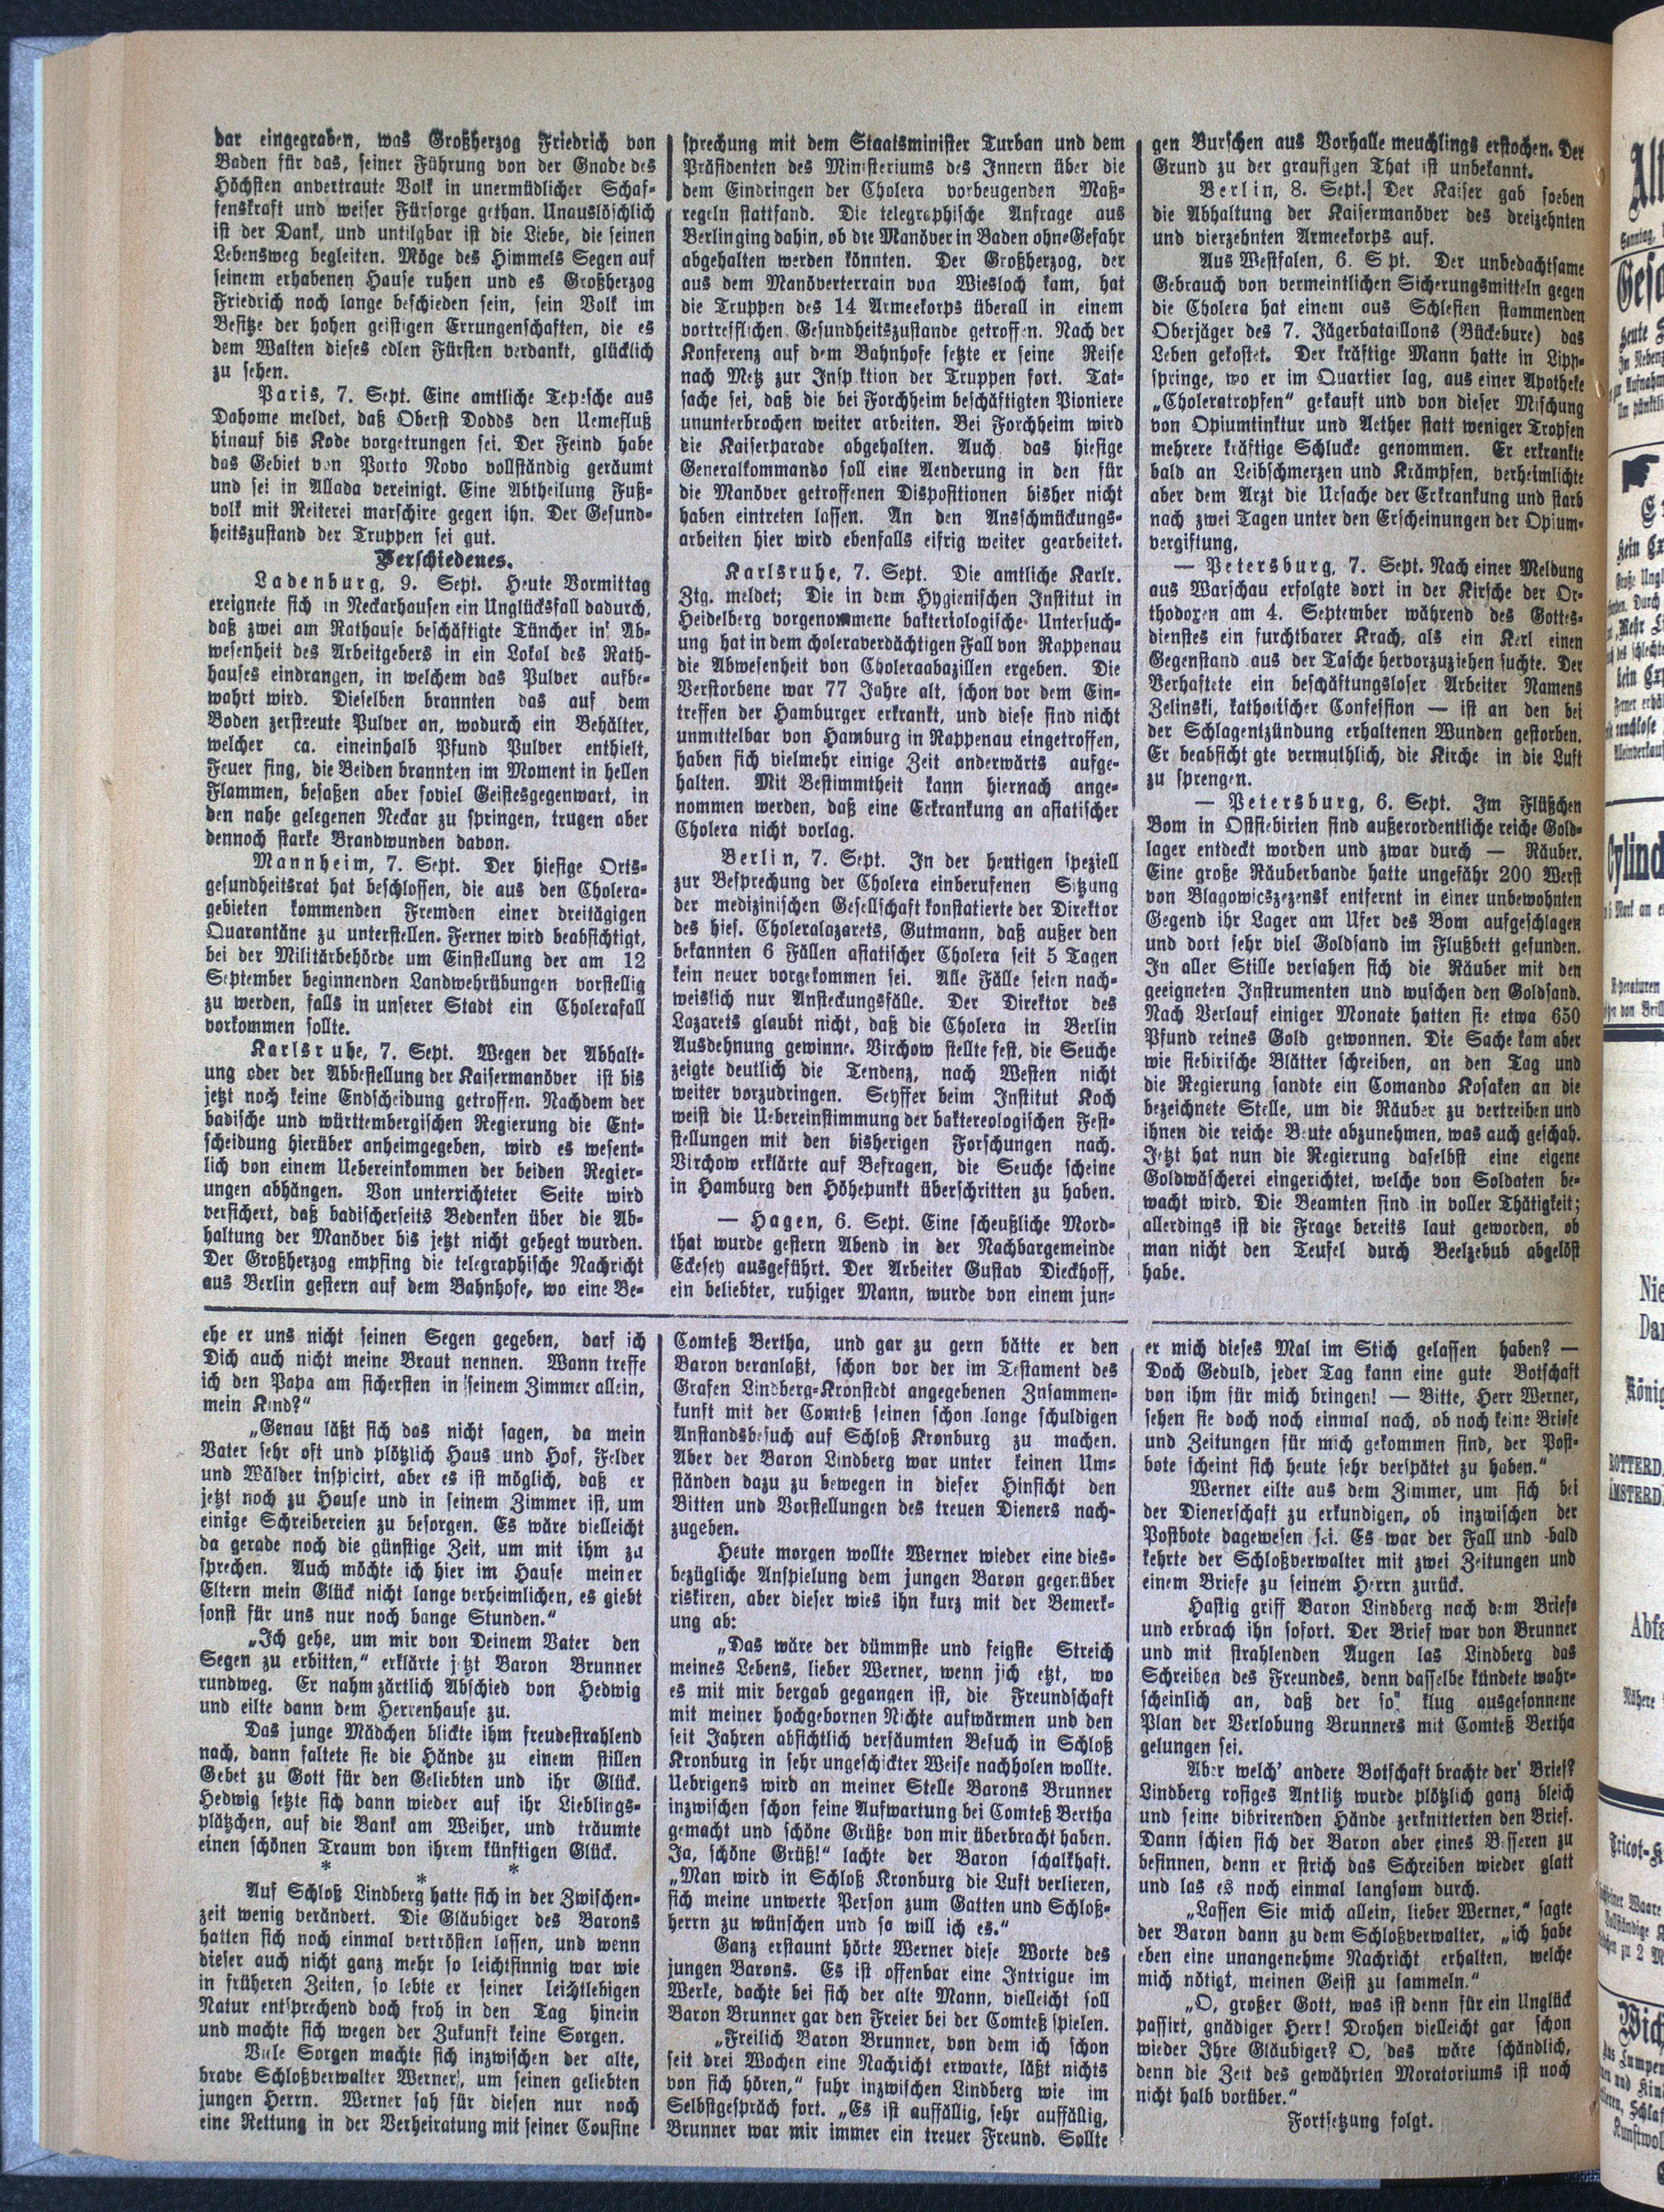 dar eingegraben, was Großherzog Friedrich von
Baden für das, seiner Führung von der Gnade des
Höchsten anvertraute Volk in unermüdlicher Schaf-
fenskraft und weiser Fürsorge gethan. Unauslöschlich
ist der Dank, und untilgbar ist die Liebe, die seinen
Lebensweg begleiten. Möge des Himmels Segen auf
seinem erhabenen Hause ruhen und es Großherzog
Friedrich noch lange beschieden sein, sein Volk im
Besitze der hohen geistigen Errungenschaften, die es
dem Walten dieses edlen Fürsten verdankt, glücklich
zu sehen.
Paris, 7. Sept. Eine amtliche Depesche aus
Dahome meldet, daß Oberst Dodds den Uemefluß
hinauf bis Kode vorgetrungen sei. Der Feind habe
das Gebiet von Porto Novo vollständig geräumt
und sei in Allada vereinigt. Eine Abtheilung Fuß-
volk mit Reiterei marschire gegen ihn. Der Gesund-
heitszustand der Truppen sei gut.
Verschiedenes.
Ladenburg, 9. Sept. Heute Vormittag
ereignete sich in Neckarhausen ein Unglücksfall dadurch,
daß zwei am Rathause beschäftigte Tüncher in Ab-
wesenheit des Arbeitgebers in ein Lokal des Rath-
hauses eindrangen, in welchem das Pulver aufbe-
wahrt wird. Dieselben brannten das auf dem
Boden zerstreute Pulver an, wodurch ein Behälter,
welcher ca. eineinhalb Pfund Pulver enthielt,
Feuer fing, die Beiden brannten im Moment in hellen
Flammen, besaßen aber soviel Geistesgegenwart, in
den nahe gelegenen Neckar zu springen, trugen aber
dennoch starke Brandwunden davon.
Mannheim, 7. Sept. Der hiesige Orts-
gesundheitsrat hat beschlossen, die aus den Cholera-
gebieten kommenden Fremden einer dreitägigen
Quarantäne zu unterstellen. Ferner wird beabsichtigt,
bei der Militärbehörde um Einstellung der am 12
September beginnenden Landwehrübungen vorstellig
zu werden, falls in unserer Stadt ein Cholerafall
vorkommen sollte.
Karlsruhe, 7. Sept. Wegen der Abhalt-
ung oder der Abbestellung der Kaisermanöver ist bis
jetzt noch keine Endscheidung getroffen. Nachdem der
badische und württembergischen Regierung die Ent-
scheidung hierüber anheimgegeben, wird es wesent-
lich von einem Uebereinkommen der beiden Regier-
ungen abhängen. Von unterrichteter Seite wird
versichert, daß badischerseits Bedenken über die Ab-
haltung der Manöver bis jetzt nicht gehegt wurden.
Der Großherzog empfing die telegraphische Nachricht
aus Berlin gestern auf dem Bahnhofe, wo eine Be-
sprechung mit dem Staatsminister Turban und dem
Präsidenten des Ministeriums des Innern über die
dem Eindringen der Cholera vorbeugenden Maß-
regeln stattfand. Die telegraphische Anfrage aus
Berlin ging dahin, ob die Manöver in Baden ohne Gefahr
abgehalten werden könnten. Der Großherzog, der
aus dem Manöverterrain von Wiesloch kam, hat
die Truppen des 14 Armeekorps überall in einem
vortrefflichen Gesundheitszustande getroffen. Nach der
Konferenz auf dem Bahnhofe setzte er seine Reise
nach Metz zur Insp ktion der Truppen fort. Tat-
sache sei, daß die bei Forchheim beschäftigten Pioniere
ununterbrochen weiter arbeiten. Bei Forchheim wird
die Kaiserparade abgehalten. Auch das hiesige
Generalkommando soll eine Aenderung in den für
die Manöver getroffenen Dispositionen bisher nicht
haben eintreten lassen. An den Ansschmückungs-
arbeiten hier wird ebenfalls eifrig weiter gearbeitet.
Karlsruhe, 7. Sept. Die amtliche Karlr.
Ztg. meldet; Die in dem Hygienischen Institut in
Heidelberg vorgenommene bakteriologische Untersuch-
ung hat in dem choleraverdächtigen Fall von Rappenau
die Abwesenheit von Choleraabazillen ergeben. Die
Verstorbene war 77 Jahre alt, schon vor dem Ein-
treffen der Hamburger erkrankt, und diese sind nicht
unmittelbar von Hamburg in Rappenau eingetroffen,
haben sich vielmehr einige Zeit anderwärts aufge-
halten. Mit Bestimmtheit kann hiernach ange-
nommen werden, daß eine Erkrankung an asiatischer
Cholera nicht vorlag.
Berlin, 7. Sept. In der heutigen speziell
zur Besprechung der Cholera einberufenen Sitzung
der medizinischen Gesellschaft konstatierte der Direktor
des hies. Choleralazarets, Gutmann, daß außer den
bekannten 6 Fällen asiatischer Cholera seit 5 Tagen
kein neuer vorgekommen sei. Alle Fälle seien nach-
weislich nur Ansteckungsfälle. Der Direktor des
Lazarets glaubt nicht, daß die Cholera in Berlin
Ausdehnung gewinne. Virchow stellte fest, die Seuche
zeigte deutlich die Tendenz, nach Westen nicht
weiter vorzudringen. Seyffer beim Institut Koch
weist die Uebereinstimmung der baktereologischen Fest-
stellungen mit den bisherigen Forschungen nach.
Virchow erklärte auf Befragen, die Seuche scheine
in Hamburg den Höhepunkt überschritten zu haben.
— Hagen, 6. Sept. Eine scheußliche Mord-
that wurde gestern Abend in der Nachbargemeinde
Eckesey ausgeführt. Der Arbeiter Gustav Dieckhoff,
ein beliebter, ruhiger Mann, wurde von einem jun-
gen Burschen aus Vorhalle meuchlings erstochen. Der
Grund zu der grausigen That ist unbekannt.
Berlin, 8. Sept. Der Kaiser gab soeben
die Abhaltung der Kaisermanöver des dreizehnten
und vierzehnten Armeekorps auf.
Aus Westfalen, 6. S pt. Der unbedachtsame
Gebrauch von vermeintlichen Sicherungsmitteln gegen
die Cholera hat einem aus Schlesien stammenden
Oberjäger des 7. Jägerbataillons (Bückebure) das
Leben gekostet. Der kräftige Mann hatte in Lipp-
springe, wo er im Quartier lag, aus einer Apotheke
„Choleratropfen“ gekauft und von dieser Mischung
von Opiumtinktur und Aether statt weniger Tropfen
mehrere kräftige Schlucke genommen. Er erkrankte
bald an Leibschmerzen und Krämpfen, verheimlichte
aber dem Arzt die Ursache der Erkrankung und starb
nach zwei Tagen unter den Erscheinungen der Opium-
vergiftung.
— Petersburg, 7. Sept. Nach einer Meldung
aus Warschau erfolgte dort in der Kirsche der Or-
thodoxen am 4. September während des Gottes-
dienstes ein furchtbarer Krach, als ein Kerl einen
Gegenstand aus der Tasche hervorzuziehen suchte. Der
Verhaftete ein beschäftungsloser Arbeiter Namens
Zelinski, katholischer Confession — ist an den bei
der Schlagentzündung erhaltenen Wunden gestorben.
Er beabsicht gte vermuthlich, die Kirche in die Luft
zu sprengen.
— Petersburg, 6. Sept. Im Flüßchen
Bom in Ostsiebirien sind außerordentliche reiche Gold-
lager entdeckt worden und zwar durch — Räuber.
Eine große Räuberbande hatte ungefähr 200 Werst
von Blagowieszezensk entfernt in einer unbewohnten
Gegend ihr Lager am Ufer des Bom aufgeschlagen
und dort sehr viel Goldsand im Flußbett gefunden.
In aller Stille versahen sich die Räuber mit den
geeigneten Instrumenten und wuschen den Goldsand.
Nach Verlauf einiger Monate hatten sie etwa 650
Pfund reines Gold gewonnen. Die Sache kam aber
wie siebirische Blätter schreiben, an den Tag und
die Regierung sandte ein Comando Kosaken an die
bezeichnete Stelle, um die Räuber zu vertreiben und
ihnen die reiche Beute abzunehmen, was auch geschah.
Jetzt hat nun die Regierung daselbst eine eigene
Goldwäscherei eingerichtet, welche von Soldaten be-
wacht wird. Die Beamten sind in voller Thätigkeit;
allerdings ist die Frage bereits laut geworden, ob
man nicht den Teufel durch Beelzebub abgelöst
habe.
ehe er uns nicht seinen Segen gegeben, darf ich
Dich auch nicht meine Braut nennen. Wann treffe
ich den Papa am sichersten in seinem Zimmer allein,
mein Kind?“
„Genau läßt sich das nicht sagen, da mein
Vater sehr oft und plötzlich Haus und Hof, Felder
und Wälder inspicirt, aber es ist möglich, daß er
jetzt noch zu Hause und in seinem Zimmer ist, um
einige Schreibereien zu besorgen. Es wäre vielleicht
da gerade noch die günstige Zeit, um mit ihm zu
sprechen. Auch möchte ich hier im Hause meiner
Eltern mein Glück nicht lange verheimlichen, es giebt
sonst für uns nur noch bange Stunden.“
„Ich gehe, um mir von Deinem Vater den
Segen zu erbitten,“ erklärte j tzt Baron Brunner
rundweg. Er nahm zärtlich Abschied von Hedwig
und eilte dann dem Herrenhause zu.
Das junge Mädchen blickte ihm freudestrahlend
nach, dann faltete sie die Hände zu einem stillen
Gebet zu Gott für den Geliebten und ihr Glück.
Hedwig setzte sich dann wieder auf ihr Lieblings-
plätzchen, auf die Bank am Weiher, und träumte
einen schönen Traum von ihrem künftigen Glück.
* * *
Auf Schloß Lindberg hatte sich in der Zwischen-
zeit wenig verändert. Die Gläubiger des Barons
hatten sich noch einmal vertrösten lassen, und wenn
dieser auch nicht ganz mehr so leichtsinnig war wie
in früheren Zeiten, so lebte er seiner leichtlebigen
Natur entsprechend doch froh in den Tag hinein
und machte sich wegen der Zukunft keine Sorgen.
Viele Sorgen machte sich inzwischen der alte,
brave Schloßverwalter Werner, um seinen geliebten
jungen Herrn. Werner sah für diesen nur noch
eine Rettung in der Verheiratung mit seiner Cousine
Comteß Bertha, und gar zu gern hätte er den
Baron veranlaßt, schon vor der im Testament des
Grafen Lindberg-Kronstedt angegebenen Znsammen-
kunft mit der Comteß seinen schon lange schuldigen
Anstandsbesuch auf Schloß Kronburg zu machen.
Aber der Baron Lindberg war unter keinen Um-
ständen dazu zu bewegen in dieser Hinsicht den
Bitten und Vorstellungen des treuen Dieners nach-
zugeben.
Heute morgen wollte Werner wieder eine dies-
bezügliche Anspielung dem jungen Baron gegenüber
riskiren, aber dieser wies ihn kurz mit der Bemerk-
ung ab:
„Das wäre der dümmste und feigste Streich
meines Lebens, lieber Werner, wenn jich etzt, wo
es mit mir bergab gegangen ist, die Freundschaft
mit meiner hochgebornen Nichte aufwärmen und den
seit Jahren absichtlich versäumten Besuch in Schloß
Kronburg in sehr ungeschickter Weise nachholen wollte.
Uebrigens wird an meiner Stelle Barons Brunner
inzwischen schon seine Aufwartung bei Comteß Bertha
gemacht und schöne Grüße von mir überbracht haben.
Ja, schöne Grüß!“ lachte der Baron schalkhaft.
„Man wird in Schloß Kronburg die Luft verlieren,
sich meine unwerte Person zum Gatten und Schloß-
herrn zu wünschen und so will ich es.“
Ganz erstaunt hörte Werner diese Worte des
jungen Barons. Es ist offenbar eine Intrigue im
Werke, dachte bei sich der alte Mann, vielleicht soll
Baron Brunner gar den Freier bei der Comteß spielen.
„Freilich Baron Brunner, von dem ich schon
seit drei Wochen eine Nachricht erwarte, läßt nichts
von sich hören,“ fuhr inzwischen Lindberg wie im
Selbstgespräch fort. „Es ist auffällig, sehr auffällig,
Brunner war mir immer ein treuer Freund. Sollte
er mich dieses Mal im Stich gelassen haben? —
Doch Geduld, jeder Tag kann eine gute Botschaft
von ihm für mich bringen! — Bitte, Herr Werner,
sehen sie doch noch einmal nach, ob noch keine Briefe
und Zeitungen für mich gekommen sind, der Post-
bote scheint sich heute sehr verspätet zu haben.“
Werner eilte aus dem Zimmer, um sich bei
der Dienerschaft zu erkundigen, ob inzwischen der
Postbote dagewesen sei. Es war der Fall und bald
kehrte der Schloßverwalter mit zwei Zeitungen und
einem Briefe zu seinem Herrn zurück.
Hastig griff Baron Lindberg nach dem Briefe
und erbrach ihn sofort. Der Brief war von Brunner
und mit strahlenden Augen las Lindberg das
Schreiben des Freundes, denn dasselbe kündete wahr-
scheinlich an, daß der so klug ausgesonnene
Plan der Verlobung Brunners mit Comteß Bertha
gelungen sei.
Aber welch' andere Botschaft brachte der Brief?
Lindberg rosiges Antlitz wurde plötzlich ganz bleich
und seine vibrirenden Hände zerknitterten den Brief.
Dann schien sich der Baron aber eines B sseren zu
besinnen, denn er strich das Schreiben wieder glatt
und las es noch einmal langsam durch.
„Lassen Sie mich allein, lieber Werner,“ sagte
der Baron dann zu dem Schloßverwalter, „ich habe
eben eine unangenehme Nachricht erhalten, welche
mich nötigt, meinen Geist zu sammeln.“
„O, großer Gott, was ist denn für ein Unglück
passirt, gnädiger Herr! Drohen vielleicht gar schon
wieder Ihre Gläubiger? O, das wäre schändlich,
denn die Zeit des gewährten Moratoriums ist noch
nicht halb vorüber.“
Fortsetzung folgt.
Sonntag,
heute
Nie
König
ROTTERD
AMSTERD
Abfa
Nähere
Tricot-